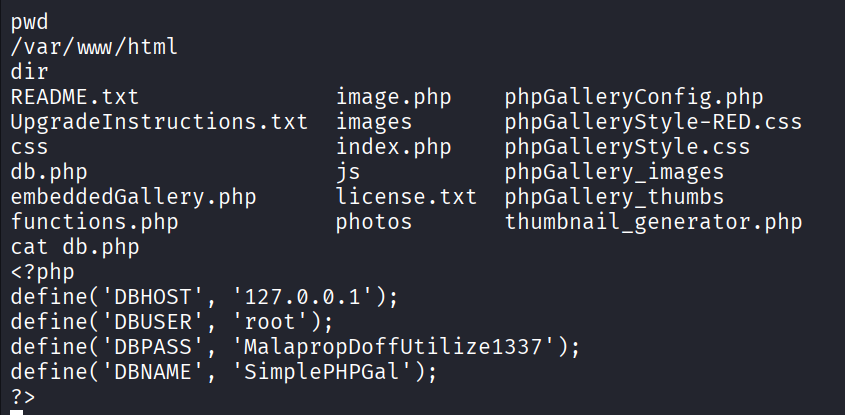 pwd
/var/www/html
dir
README.txt                 image.php    phpGalleryConfig.php
UpgradeInstructions.txt  images       phpGalleryStyle-RED.css
css                        index.php    phpGalleryStyle.css
db.php                     js           phpGallery_images
embeddedGallery.php        license.txt  phpGallery_thumbs
functions.php              photos       thumbnail_generator.php
cat db.php
<?php
define('DBHOST', '127.0.0.1');
define('DBUSER', 'root');
define('DBPASS', 'MalapropDoffUtilize1337');
define('DBNAME', 'SimplePHPGal');
?>